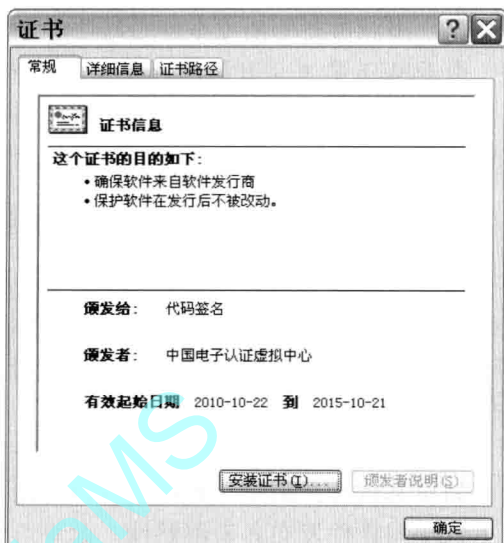 证书
常规 详细信息 证书路径
证书信息
这个证书的目的如下:
•确保软件来自软件发行商
•保护软件在发行后不被改动。
颁发给: 代码签名
颁发者: 中国电子认证虚拟中心
有效起始日期 2010-10-22 到 2015-10-21
安装证书(I)... 颁发者说明(S)
确定